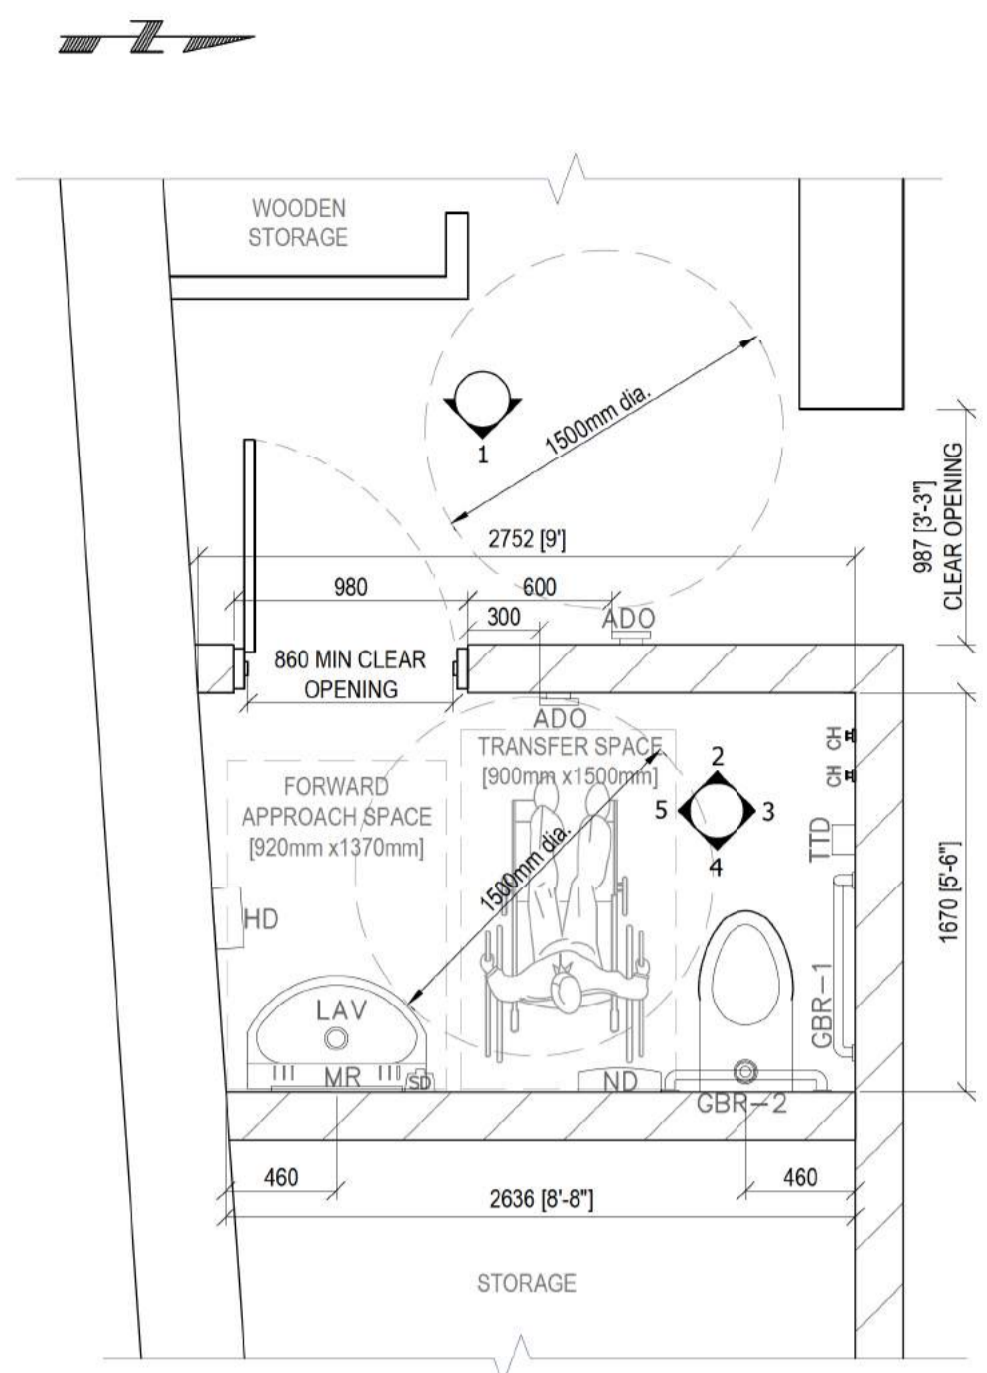 N
WOODEN
STORAGE
1500mm dia.
1
987 [3'-3"]
CLEAR OPENING
2752 [9']
980
600
300
ADO
860 MIN CLEAR
OPENING
ADO
TRANSFER SPACE
[900mm x1500mm]
CH
CH
FORWARD
APPROACH SPACE
[920mm x1370mm]
2
5
3
4
TTD
1500mm dia.
1670 [5'-6"]
HD
GBR-1
LAV
MR
SD
ND
GBR-2
460
460
2636 [8'-8"]
STORAGE